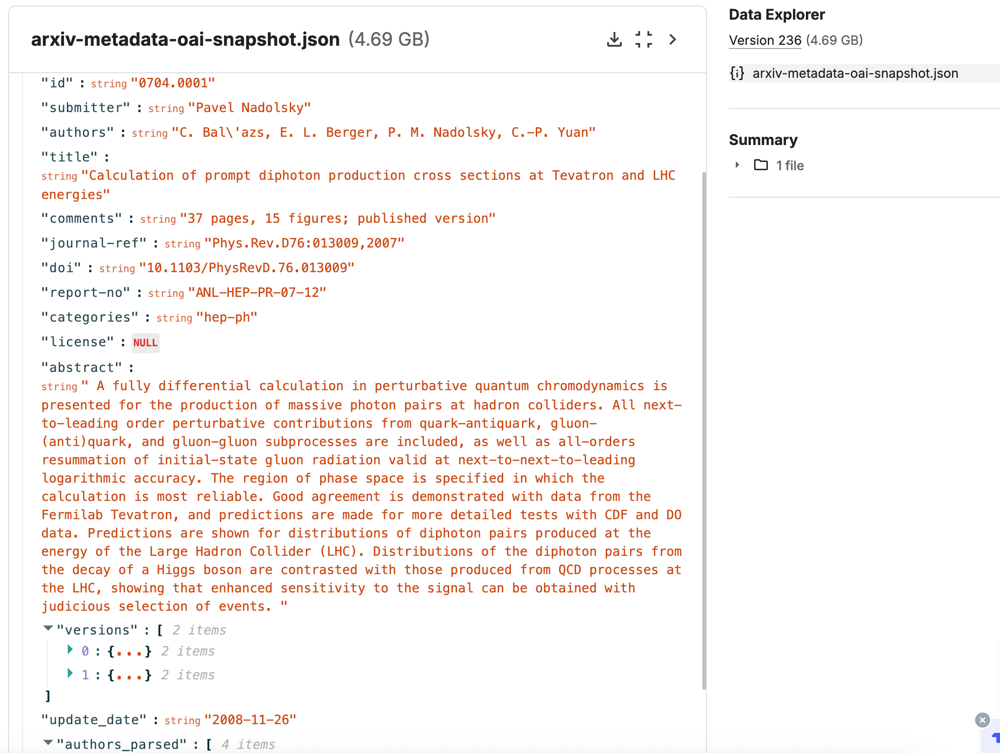 arxiv-metadata-oai-snapshot.json (4.69 GB)
"id" : string "0704.0001"
"submitter" : string "Pavel Nadolsky"
"authors" : string "C. Bal\'azs, E. L. Berger, P. M. Nadolsky, C.-P. Yuan"
"title" :
string "Calculation of prompt diphoton production cross sections at Tevatron and LHC
energies"
"comments" : string "37 pages, 15 figures; published version"
"journal-ref" : string "Phys.Rev.D76:013009,2007"
"doi" : string "10.1103/PhysRevD.76.013009"
"report-no" : string "ANL-HEP-PR-07-12"
"categories" : string "hep-ph"
"license" : NULL
"abstract" :
string " A fully differential calculation in perturbative quantum chromodynamics is
presented for the production of massive photon pairs at hadron colliders. All next-
to-leading order perturbative contributions from quark-antiquark, gluon-
(anti)quark, and gluon-gluon subprocesses are included, as well as all-orders
resummation of initial-state gluon radiation valid at next-to-next-to-leading
logarithmic accuracy. The region of phase space is specified in which the
calculation is most reliable. Good agreement is demonstrated with data from the
Fermilab Tevatron, and predictions are made for more detailed tests with CDF and DO
data. Predictions are shown for distributions of diphoton pairs produced at the
energy of the Large Hadron Collider (LHC). Distributions of the diphoton pairs from
the decay of a Higgs boson are contrasted with those produced from QCD processes at
the LHC, showing that enhanced sensitivity to the signal can be obtained with
judicious selection of events. "
"versions" : [ 2 items
0 : {...} 2 items
1 : {...} 2 items
]
"update_date" : string "2008-11-26"
"authors_parsed" : [ 4 items
Data Explorer
Version 236 (4.69 GB)
{i} arxiv-metadata-oai-snapshot.json
Summary
1 file